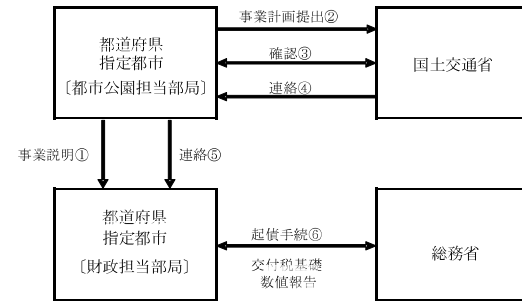 事業計画提出②
都道府県
指定都市
〔都市公園担当部局〕
確認③
国土交通省
連絡④
事業説明①
連絡⑤
都道府県
指定都市
〔財政担当部局〕
起債手続⑥
交付税基礎
数値報告
総務省